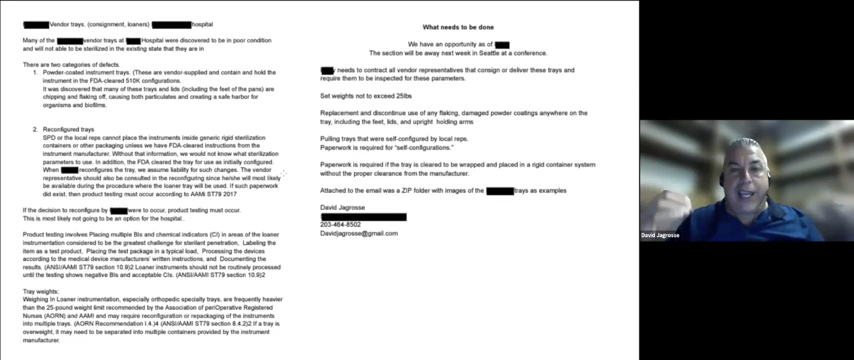 Vendor trays, (consignment, loaners) hospital
Many of the vendor trays at Hospital were discovered to be in poor condition
and will not able to be sterilized in the existing state that they are in
There are two categories of defects.
1. Powder-coated instrument trays. (These are vendor-supplied and contain and hold the
instrument in the FDA-cleared 510K configurations.
It was discovered that many of these trays and lids (including the feet of the pans) are
chipping and flaking off, causing both particulates and creating a safe harbor for
organisms and biofilms.
2. Reconfigured trays
SPD or the local reps cannot place the instruments inside generic rigid sterilization
containers or other packaging unless we have FDA-cleared instructions from the
instrument manufacturer. Without that information, we would not know what sterilization
parameters to use. In addition, the FDA cleared the tray for use as initially configured.
When reconfigures the tray, we assume liability for such changes. The vendor
representative should also be consulted in the reconfiguring since he/she will most likely
be available during the procedure where the loaner tray will be used. If such paperwork
did exist. then product testing must occur according to AAMI ST79 2017
If the decision to reconfigure by were to occur, product testing must occur.
This is most likely not going to be an option for the hospital.
Product testing involves Placing multiple BIs and chemical indicators (CI) in areas of the loaner
instrumentation considered to be the greatest challenge for sterilant penetration, Labeling the
item as a test product, Placing the test package in a typical load, Processing the devices
according to the medical device manufacturers' written instructions, and Documenting the
results. (ANSI/AAMI ST79 section 10.9)2 Loaner instruments should not be routinely processed
until the testing shows negative BIs and acceptable CIs. (ANSI/AAMI ST79 section 10.9)2
Tray weights:
Weighing In Loaner instrumentation, especially orthopedic specialty trays, are frequently heavier
than the 25-pound weight limit recommended by the Association of periOperative Registered
Nurses (AORN) and AAMI and may require reconfiguration or repackaging of the instruments
into multiple trays. (AORN Recommendation I.4.)4 (ANSI/AAMI ST79 section 8.4.2)2 If a tray is
overweight, it may need to be separated into multiple containers provided by the instrument
manufacturer.
What needs to be done
We have an opportunity as of
The section will be away next week in Seattle at a conference.
needs to contract all vendor representatives that consign or deliver these trays and
require them to be inspected for these parameters.
Set weights not to exceed 25lbs
Replacement and discontinue use of any flaking, damaged powder coatings anywhere on the
tray, including the feet, lids, and upright holding arms
Pulling trays that were self-configured by local reps.
Paperwork is required for "self-configurations."
Paperwork is required if the tray is cleared to be wrapped and placed in a rigid container system
without the proper clearance from the manufacturer.
Attached to the email was a ZIP folder with images of the trays as examples
David Jagrosse
203-464-8502
Davidjagrosse@gmail.com
David Jagrosse